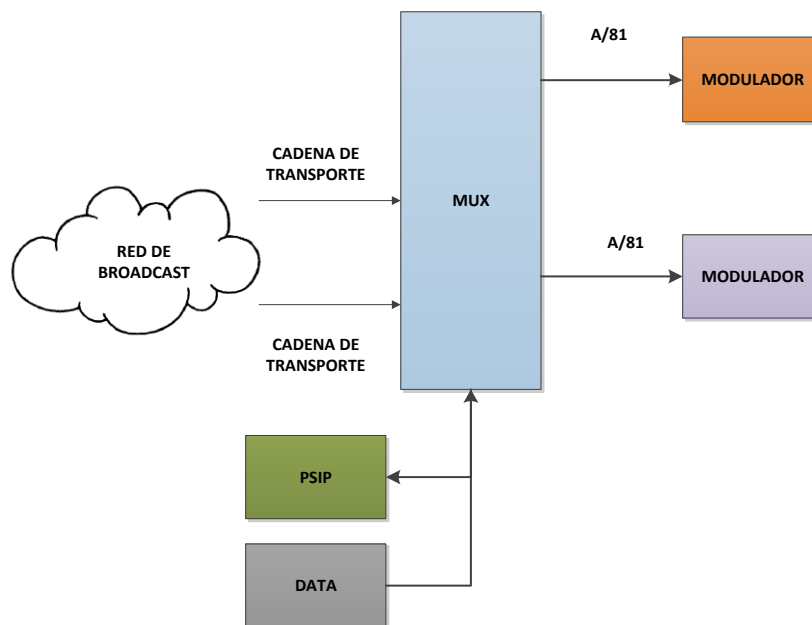 A/81
MODULADOR
CADENA DE
TRANSPORTE
MUX
RED DE
BROADCAST
A/81
MODULADOR
CADENA DE
TRANSPORTE
PSIP
DATA